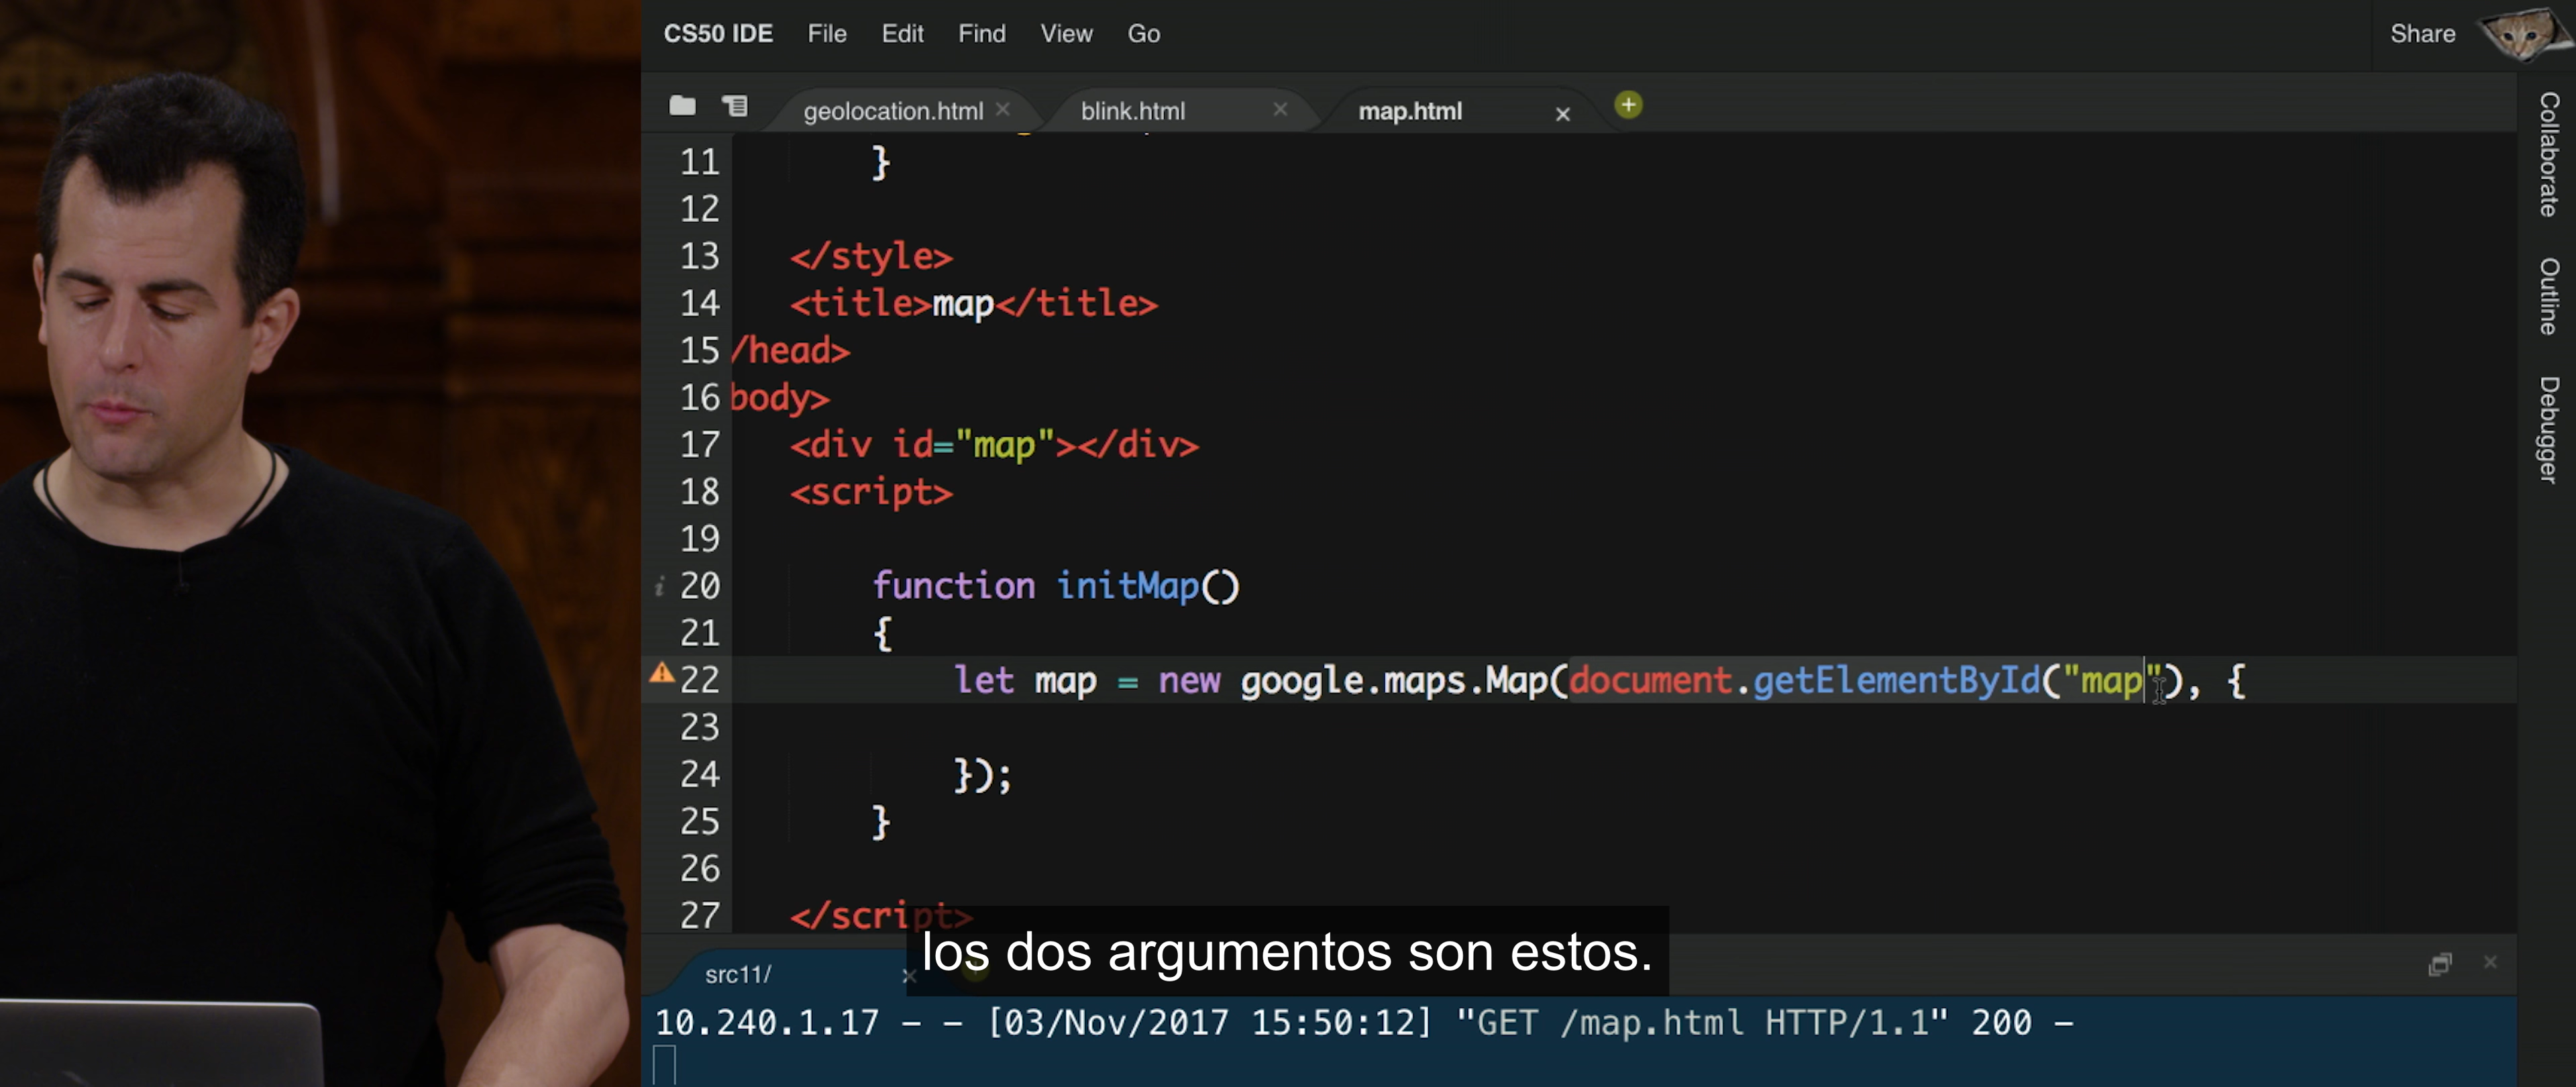 CS50 IDE File Edit Find View Go Share
geolocation.html blink.html map.html
11 }
12
13 </style>
14 <title>map</title>
15 /head>
16 body>
17 <div id="map"></div>
18 <script>
19
20 function initMap()
21 {
22 let map = new google.maps.Map(document.getElementById("map"), {
23
24 });
25 }
26
27 </script>
Collaborate
Outline
Debugger
los dos argumentos son estos.
src11/
10.240.1.17 - - [03/Nov/2017 15:50:12] "GET /map.html HTTP/1.1" 200 -